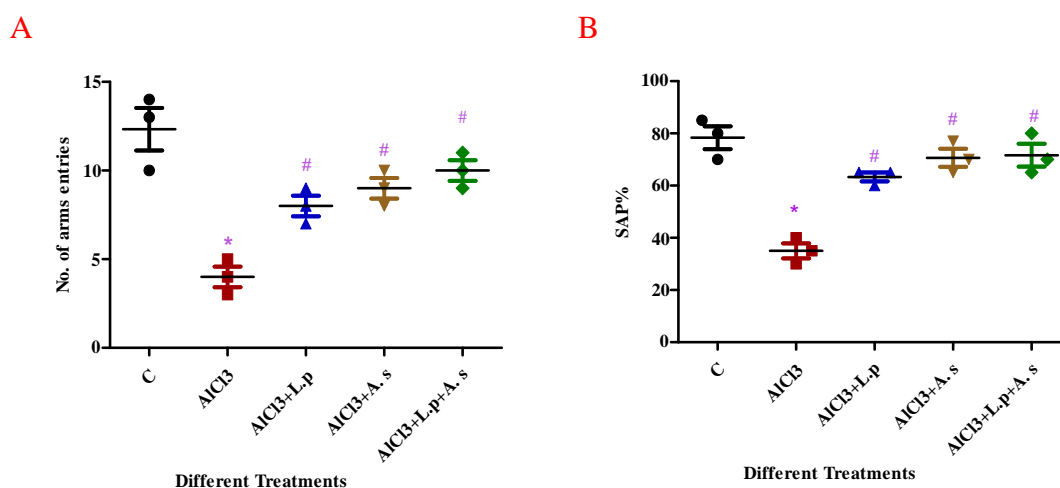 A
No. of arms entries
15
10
5
0
*
#
#
#
C
AlCl3
AlCl3+L.p
AlCl3+A. s
AlCl3+L.p+A. s
Different Treatments
B
SAP%
100
80
60
40
20
0
*
#
#
#
C
AlCl3
AlCl3+L.p
AlCl3+A. s
AlCl3+L.p+A. s
Different Treatments